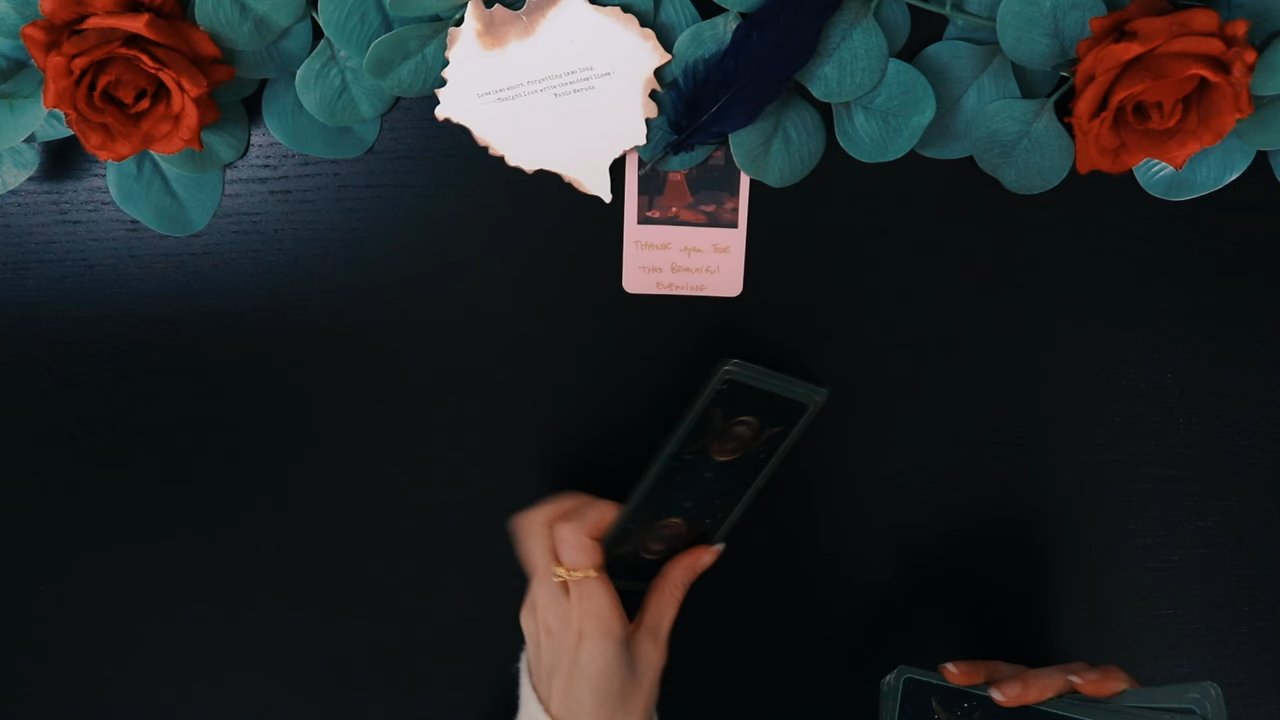 Love is so short, forgetting is so long
-Tonight I can write the saddest lines-
Pablo Neruda
THANK you FOR
THIS BEAUTIFUL
EVENING